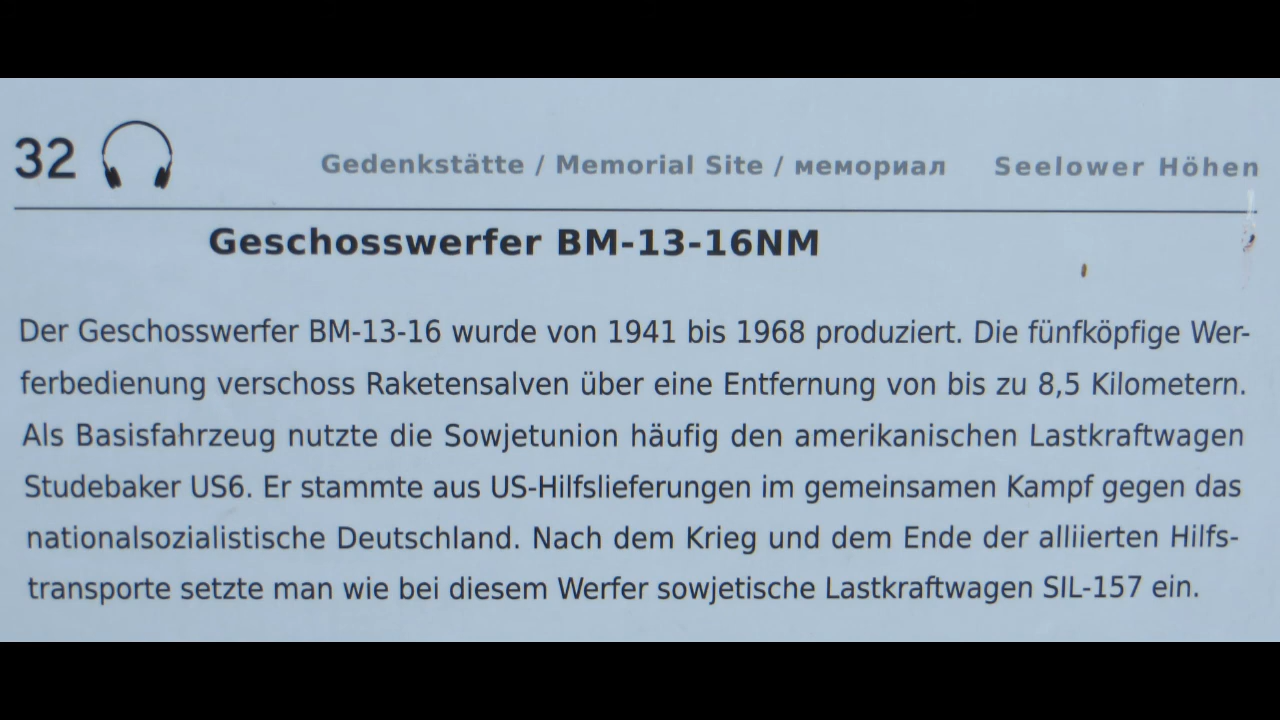 32 Gedenkstätte / Memorial Site / мемориал Seelower Höhen
Geschosswerfer BM-13-16NM
Der Geschosswerfer BM-13-16 wurde von 1941 bis 1968 produziert. Die fünfköpfige Wer-
ferbedienung verschoss Raketensalven über eine Entfernung von bis zu 8,5 Kilometern.
Als Basisfahrzeug nutzte die Sowjetunion häufig den amerikanischen Lastkraftwagen
Studebaker US6. Er stammte aus US-Hilfslieferungen im gemeinsamen Kampf gegen das
nationalsozialistische Deutschland. Nach dem Krieg und dem Ende der alliierten Hilfs-
transporte setzte man wie bei diesem Werfer sowjetische Lastkraftwagen SIL-157 ein.